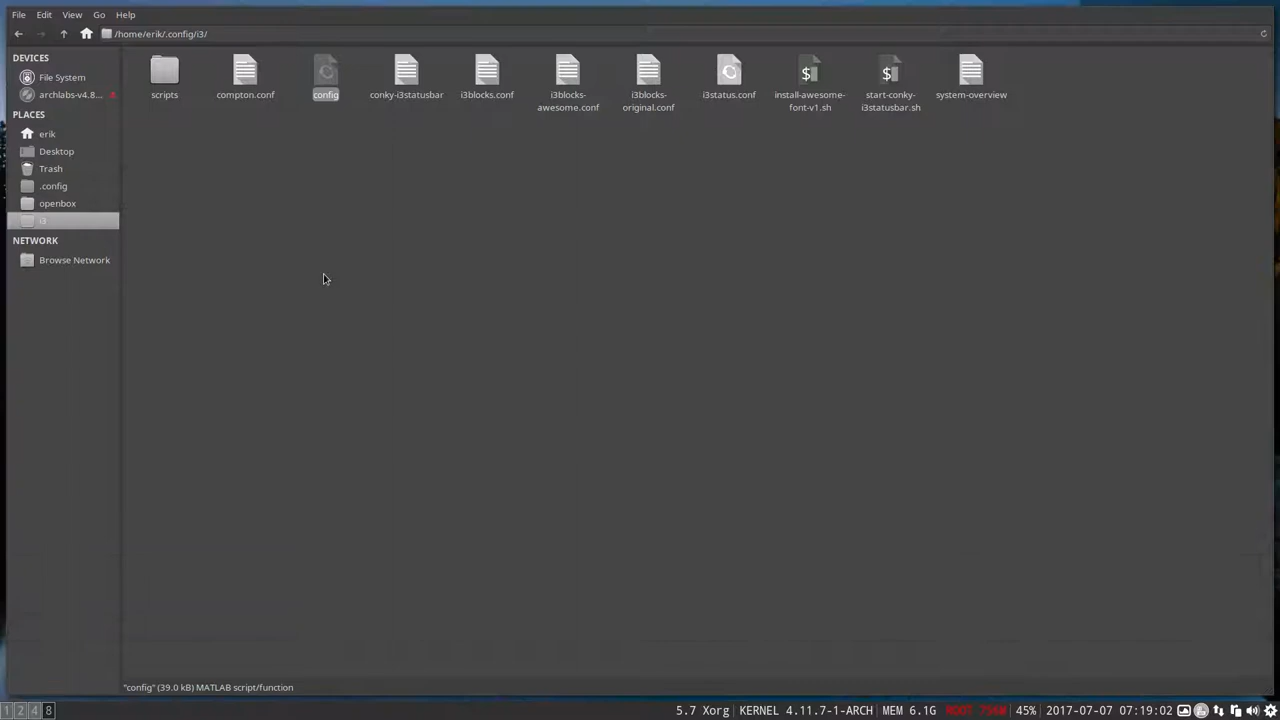 File Edit View Go Help
/home/erik/.config/i3/
DEVICES
File System
archlabs-v4.8...
PLACES
erik
Desktop
Trash
.config
openbox
i3
NETWORK
Browse Network
scripts
compton.conf
config
conky-i3statusbar
i3blocks.conf
i3blocks-
awesome.conf
i3blocks-
original.conf
i3status.conf
install-awesome-
font-v1.sh
start-conky-
i3statusbar.sh
system-overview
"config" (39.0 kB) MATLAB script/function
1 2 4 8
5.7 Xorg KERNEL 4.11.7-1-ARCH MEM 6.1G ROOT 756M 45% 2017-07-07 07:19:02